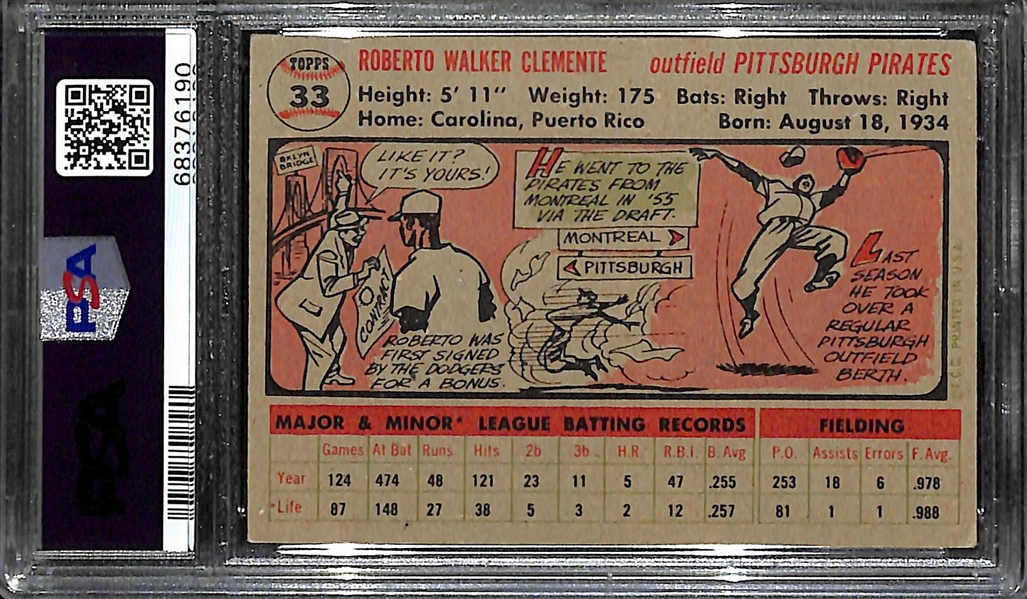 68376190
PSA
PSA
TOPPS
33
ROBERTO WALKER CLEMENTE outfield PITTSBURGH PIRATES
Height: 5' 11" Weight: 175 Bats: Right Throws: Right
Home: Carolina, Puerto Rico Born: August 18, 1934
BKLYN
BRIDGE
LIKE IT?
IT'S YOURS!
CONTRACT
ROBERTO WAS
FIRST SIGNED
BY THE DODGERS
FOR A BONUS.
HE WENT TO THE
PIRATES FROM
MONTREAL IN '55
VIA THE DRAFT.
MONTREAL
PITTSBURGH
LAST
SEASON
HE TOOK
OVER A
REGULAR
PITTSBURGH
OUTFIELD
BERTH.
T.C.G. PRINTED IN U.S.A.
MAJOR & MINOR* LEAGUE BATTING RECORDS FIELDING
Games At Bat Runs Hits 2b 3b H.R. R.B.I. B. Avg P.O. Assists Errors F. Avg.
Year 124 474 48 121 23 11 5 47 .255 253 18 6 .978
*Life 87 148 27 38 5 3 2 12 .257 81 1 1 .988